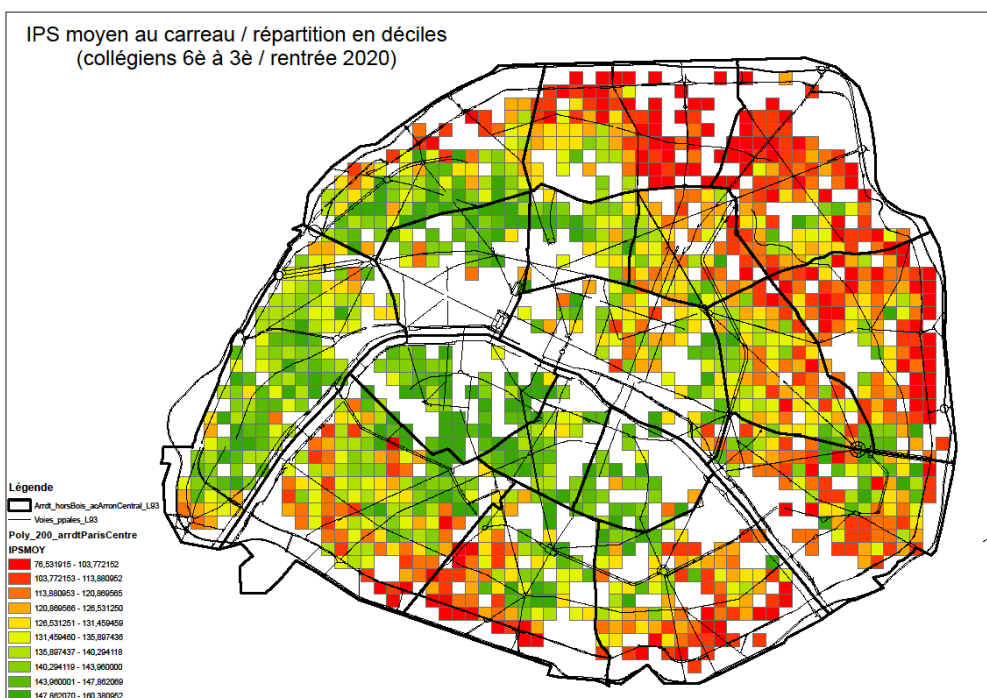 IPS moyen au carreau / répartition en déciles
(collégiens 6è à 3è / rentrée 2020)
Légende
Arrdt_horsBois_acArronCentral_L93
Voies_ppales_L93
Poly_200_arrdtParisCentre
IPSMOY
76,531915 - 103,772152
103,772153 - 113,880952
113,880953 - 120,869565
120,869566 - 126,531250
126,531251 - 131,459459
131,459460 - 135,897436
135,897437 - 140,294118
140,294119 - 143,960000
143,960001 - 147,862069
147,862070 - 160,380952